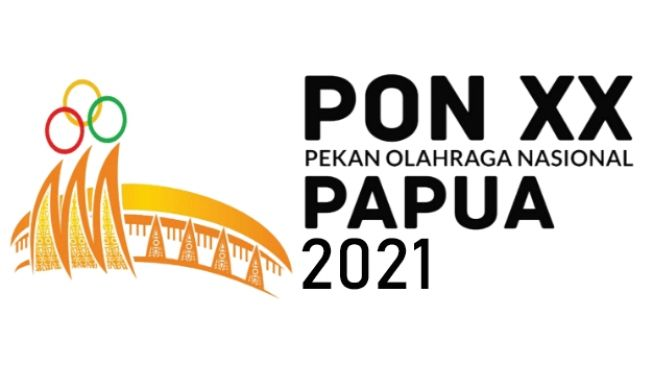 PON XX
PEKAN OLAHRAGA NASIONAL
PAPUA
2021